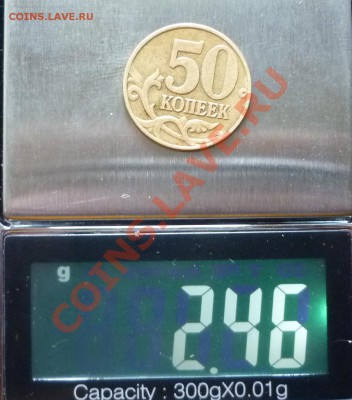 COINS.LAVE.RU
50
КОПЕЕК
COINS.LAVE.RU
g
2.46
Capacity : 300gX0.01g